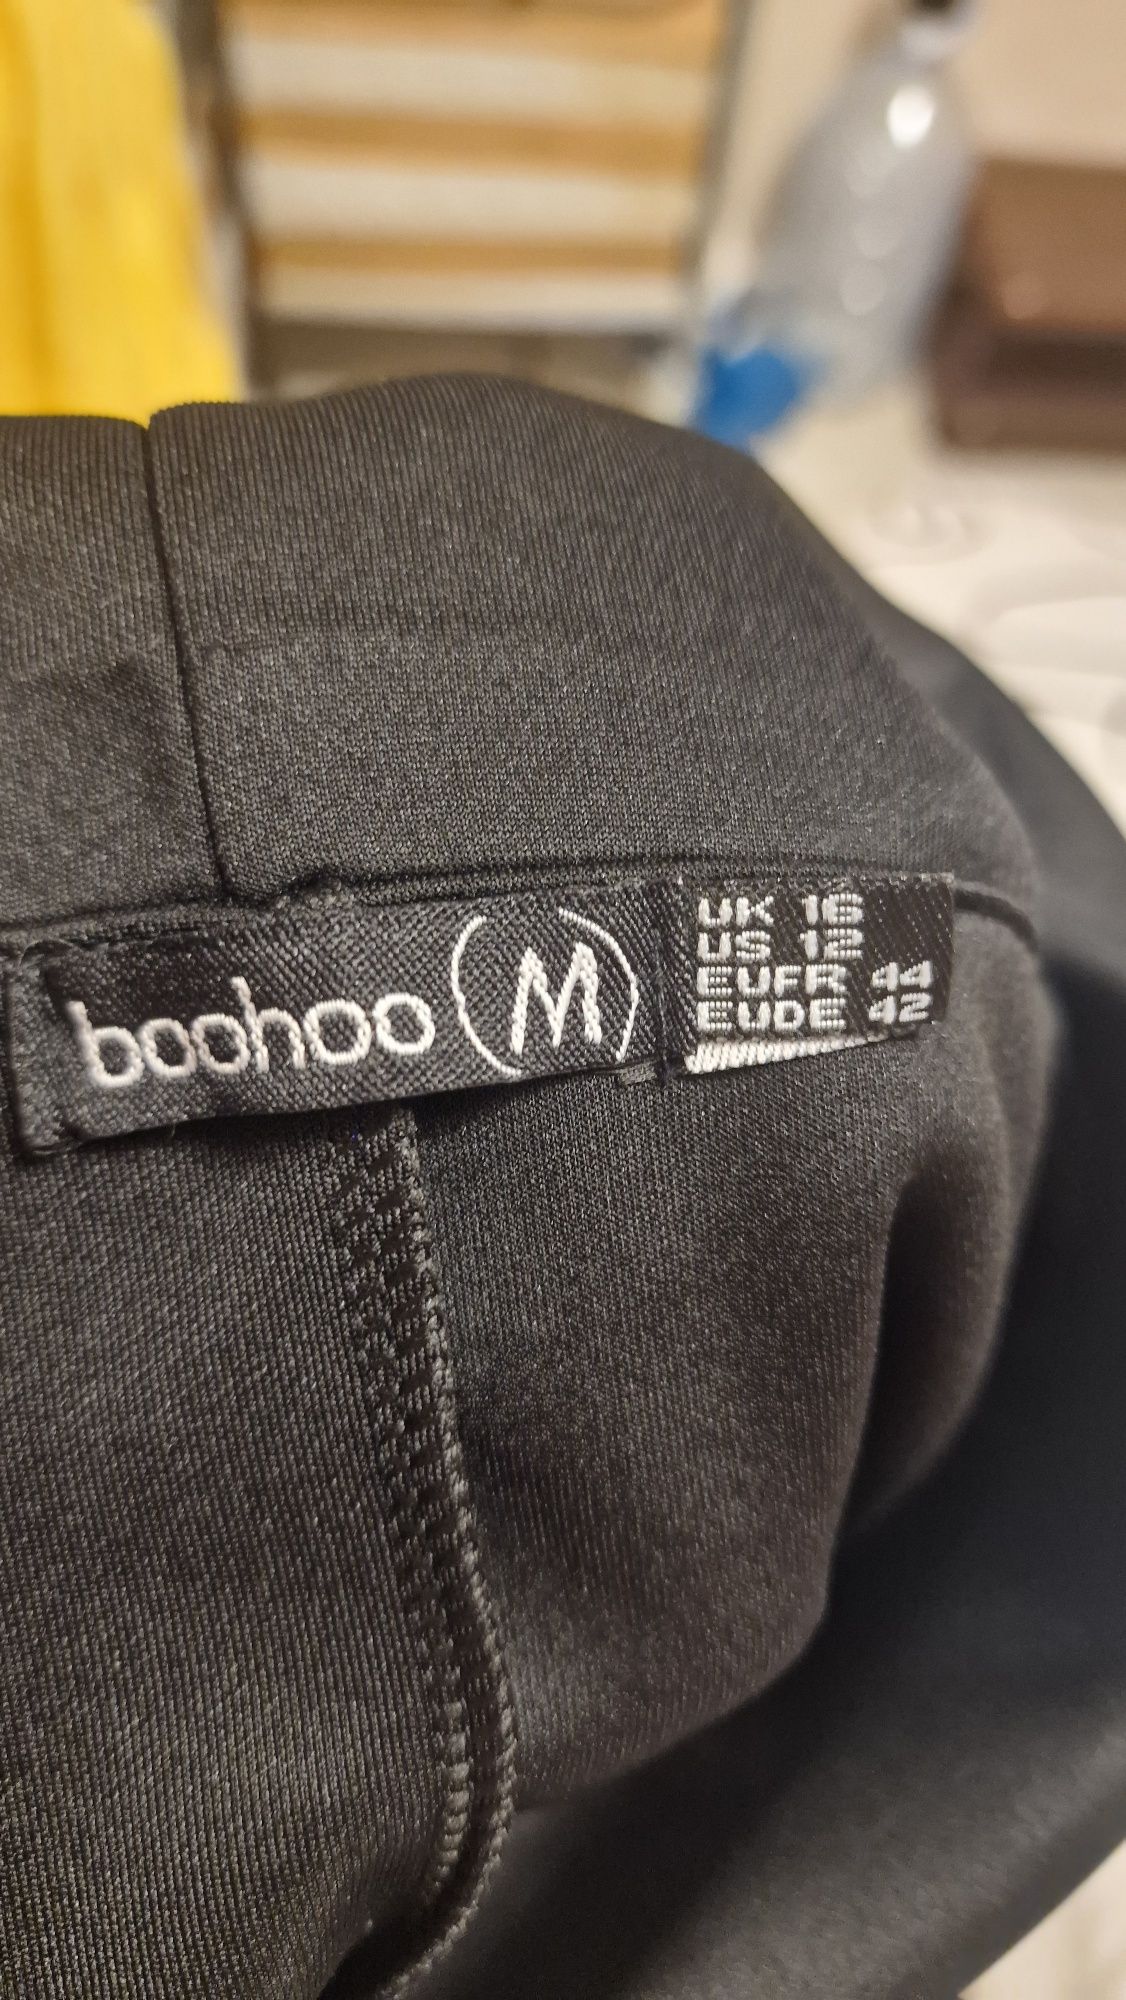 boohoo M
UK 16
US 12
EUFR 44
EUDE 42